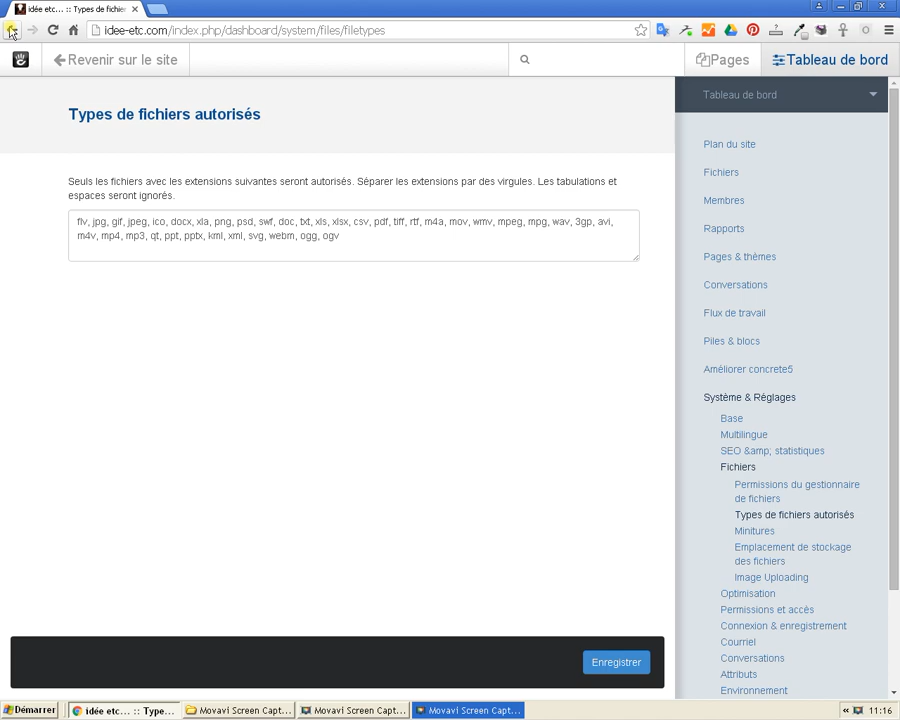 idée etc... :: Types de fichier
idee-etc.com/index.php/dashboard/system/files/filetypes
Revenir sur le site
Pages
Tableau de bord
Types de fichiers autorisés
Seuls les fichiers avec les extensions suivantes seront autorisés. Séparer les extensions par des virgules. Les tabulations et
espaces seront ignorés.
flv, jpg, gif, jpeg, ico, docx, xla, png, psd, swf, doc, txt, xls, xlsx, csv, pdf, tiff, rtf, m4a, mov, wmv, mpeg, mpg, wav, 3gp, avi,
m4v, mp4, mp3, qt, ppt, pptx, kml, xml, svg, webm, ogg, ogv
Enregistrer
Tableau de bord
Plan du site
Fichiers
Membres
Rapports
Pages & thèmes
Conversations
Flux de travail
Piles & blocs
Améliorer concrete5
Système & Réglages
Base
Multilingue
SEO &amp; statistiques
Fichiers
Permissions du gestionnaire
de fichiers
Types de fichiers autorisés
Minitures
Emplacement de stockage
des fichiers
Image Uploading
Optimisation
Permissions et accès
Connexion & enregistrement
Courriel
Conversations
Attributs
Environnement
Démarrer
idée etc... :: Type...
Movavi Screen Capt...
Movavi Screen Capt...
Movavi Screen Capt...
11:16